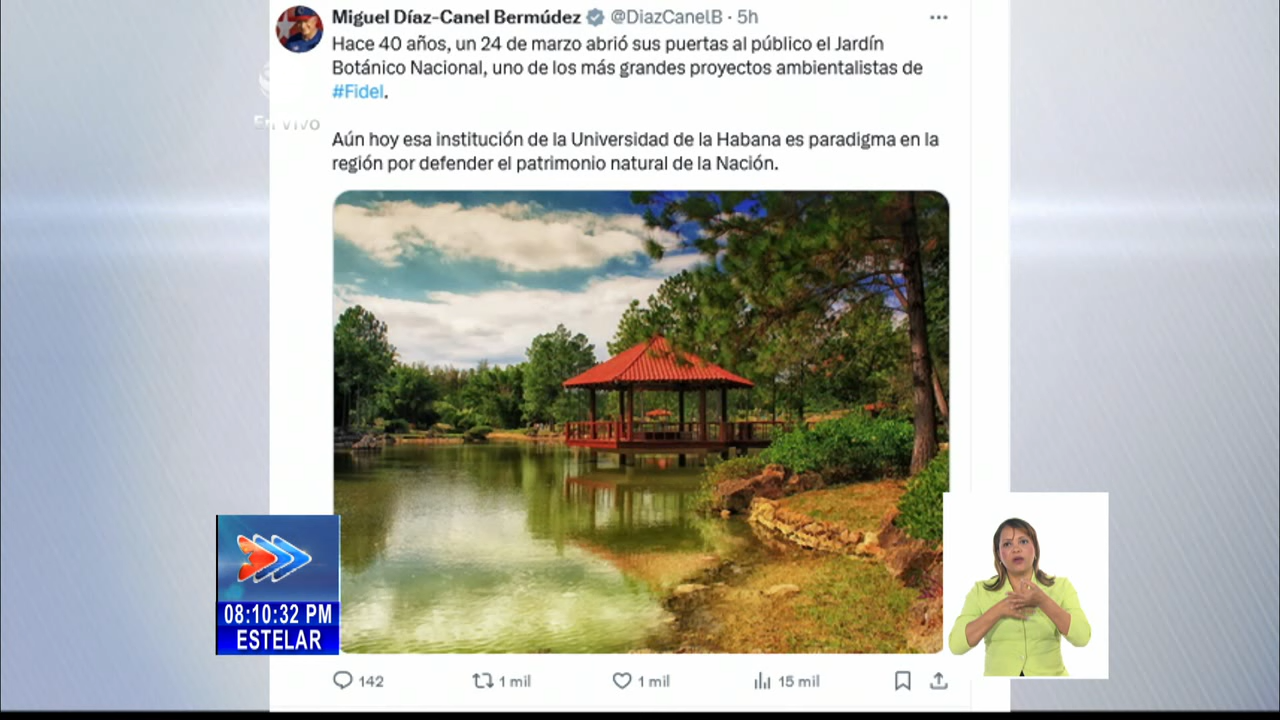 Miguel Díaz-Canel Bermúdez @DiazCanelB · 5h
Hace 40 años, un 24 de marzo abrió sus puertas al público el Jardín
Botánico Nacional, uno de los más grandes proyectos ambientalistas de
#Fidel.
Aún hoy esa institución de la Universidad de la Habana es paradigma en la
región por defender el patrimonio natural de la Nación.
En vivo
08:10:32 PM
ESTELAR
142 1 mil 1 mil 15 mil